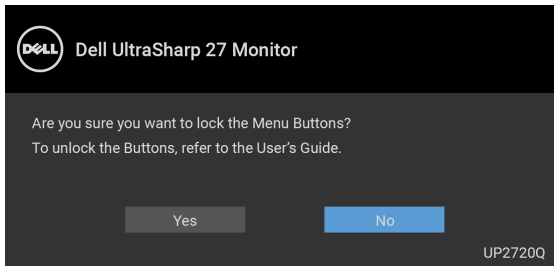 DELL
Dell UltraSharp 27 Monitor
Are you sure you want to lock the Menu Buttons?
To unlock the Buttons, refer to the User’s Guide.
Yes No
UP2720Q